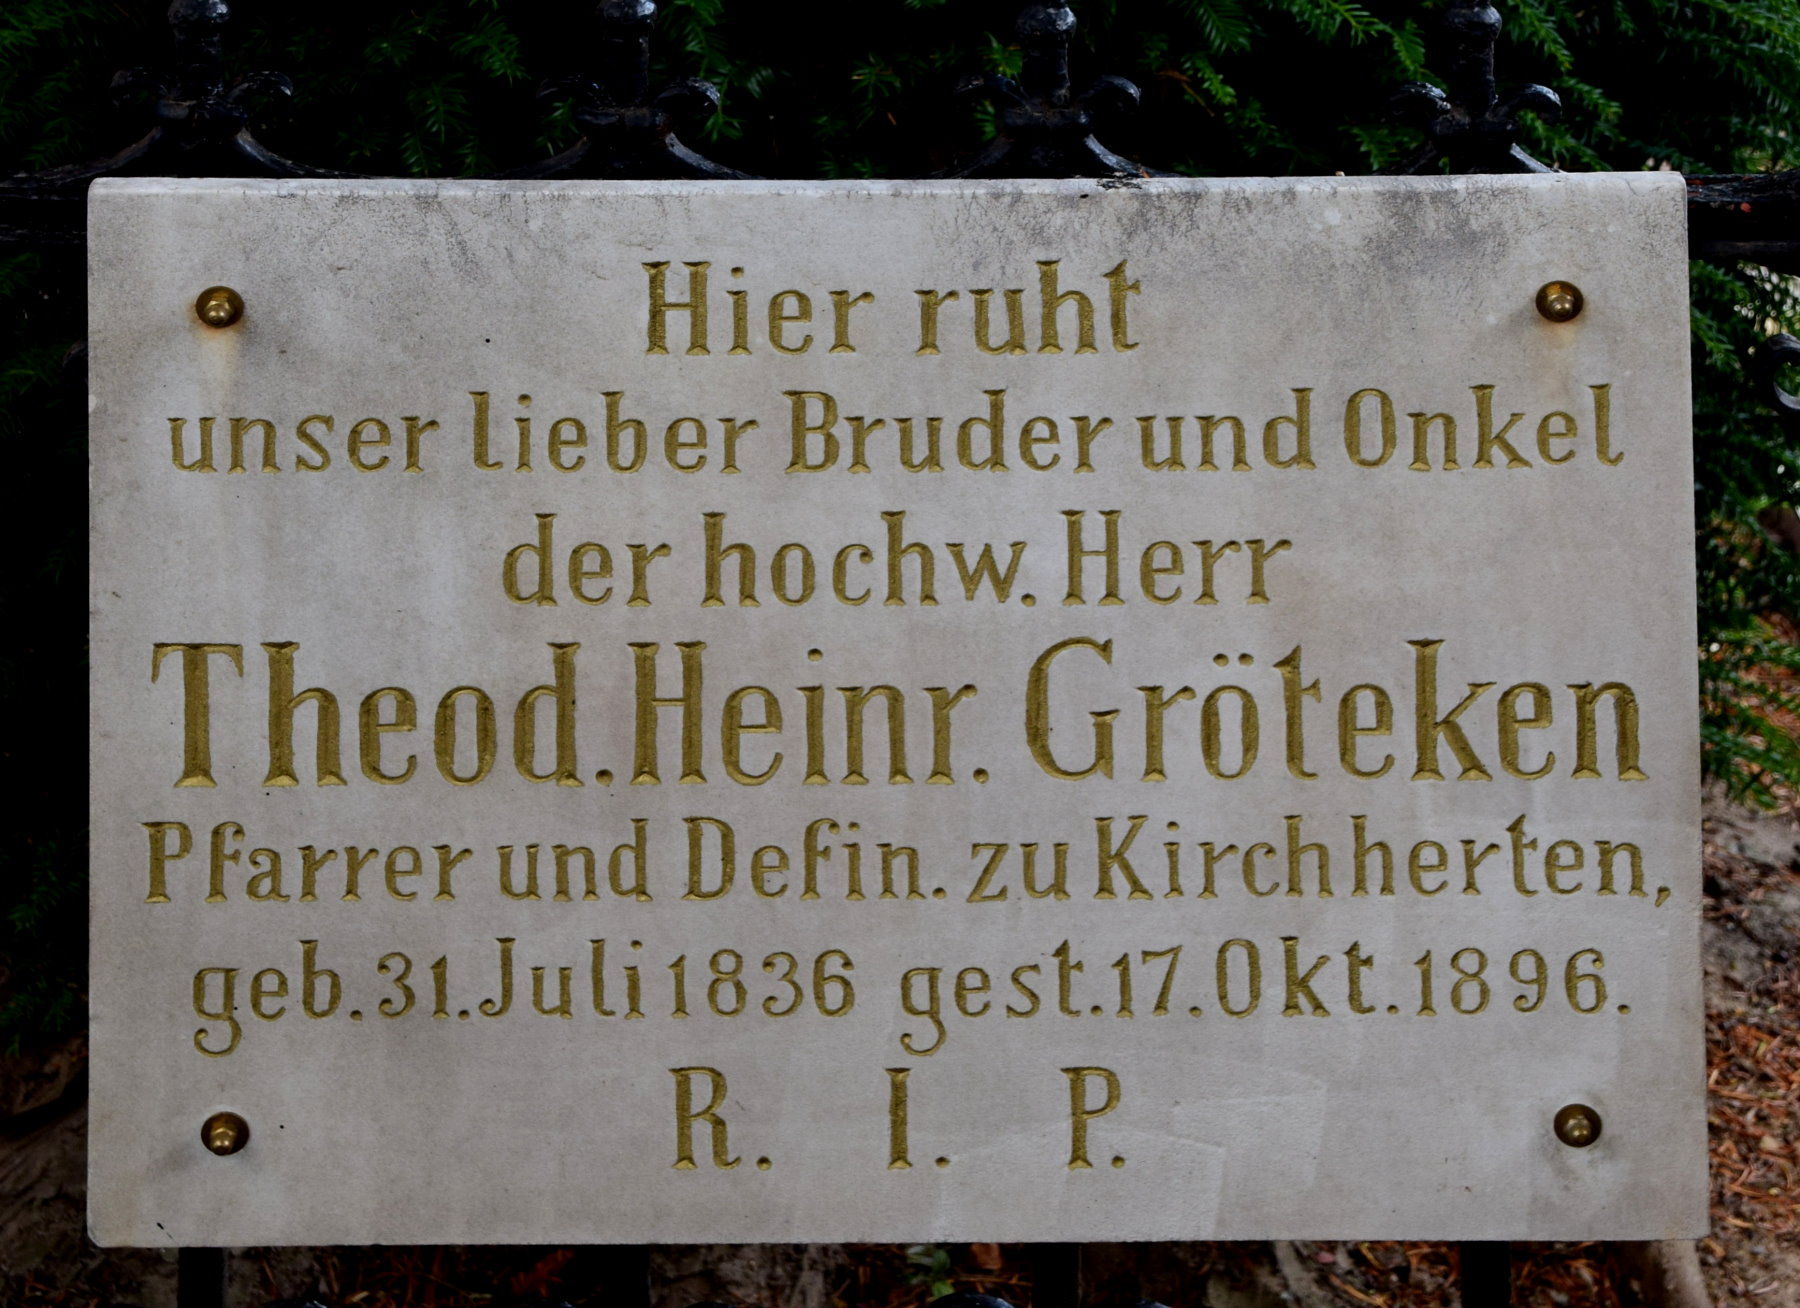 Hier ruht
unser lieber Bruder und Onkel
der hochw. Herr
Theod. Heinr. Gröteken
Pfarrer und Defin. zu Kirchherten,
geb. 31. Juli 1836 gest. 17. Okt. 1896.
R. I. P.